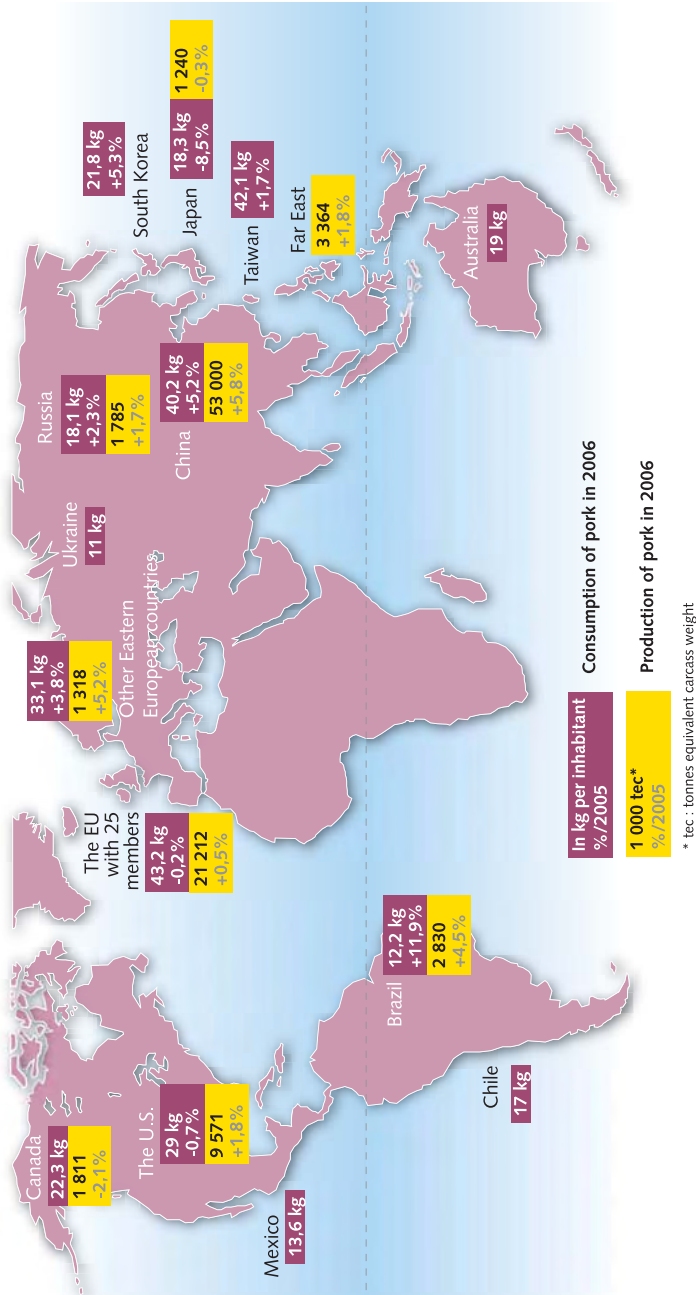 Canada
22,3 kg
1 811
-2,1%
The U.S.
29 kg
-0,7%
9 571
+1,8%
Mexico
13,6 kg
Brazil
12,2 kg
+11,9%
2 830
+4,5%
Chile
17 kg
The EU
with 25
members
43,2 kg
-0,2%
21 212
+0,5%
33,1 kg
+3,8%
1 318
+5,2%
Other Eastern
European countries
Ukraine
11 kg
Russia
18,1 kg
+2,3%
1 785
+1,7%
China
40,2 kg
+5,2%
53 000
+5,8%
21,8 kg
+5,3%
South Korea
Japan
18,3 kg
-8,5%
1 240
-0,3%
Taiwan
42,1 kg
+1,7%
Far East
3 364
+1,8%
Australia
19 kg
In kg per inhabitant
%/2005
Consumption of pork in 2006
1 000 tec*
%/2005
Production of pork in 2006
* tec : tonnes equivalent carcass weight